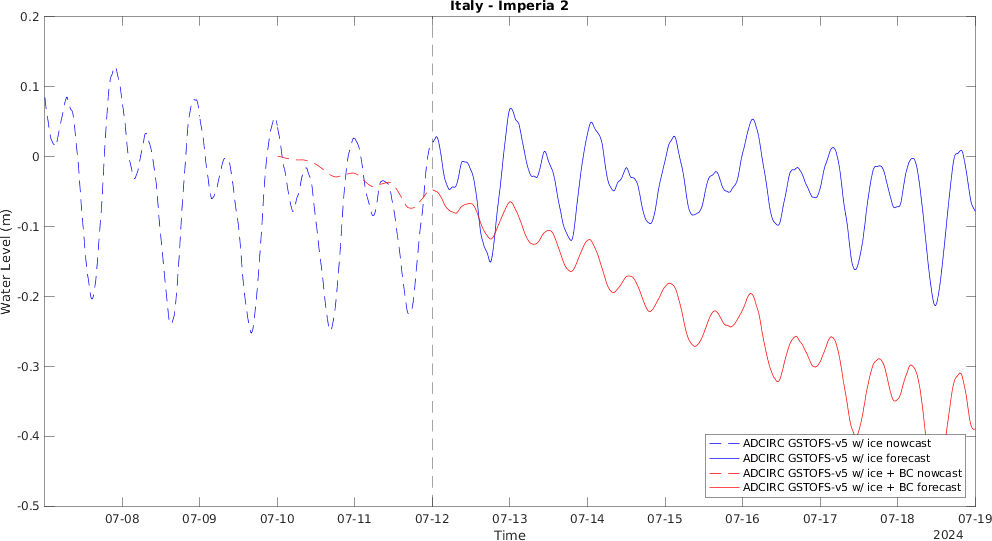 Italy - Imperia 2
Water Level (m)
0.2
0.1
0
-0.1
-0.2
-0.3
-0.4
-0.5
ADCIRC GSTOFS-v5 w/ ice nowcast
ADCIRC GSTOFS-v5 w/ ice forecast
ADCIRC GSTOFS-v5 w/ ice + BC nowcast
ADCIRC GSTOFS-v5 w/ ice + BC forecast
07-08 07-09 07-10 07-11 07-12 07-13 07-14 07-15 07-16 07-17 07-18 07-19
Time
2024